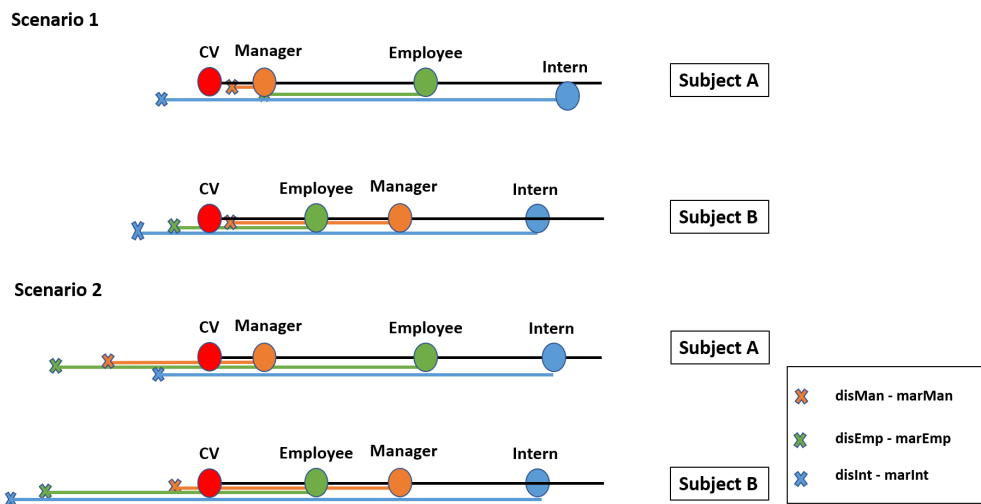 Scenario 1
CV Manager Employee Intern
Subject A
CV Employee Manager Intern
Subject B
Scenario 2
CV Manager Employee Intern
Subject A
disMan - marMan
disEmp - marEmp
CV Employee Manager Intern
disInt - marInt
Subject B